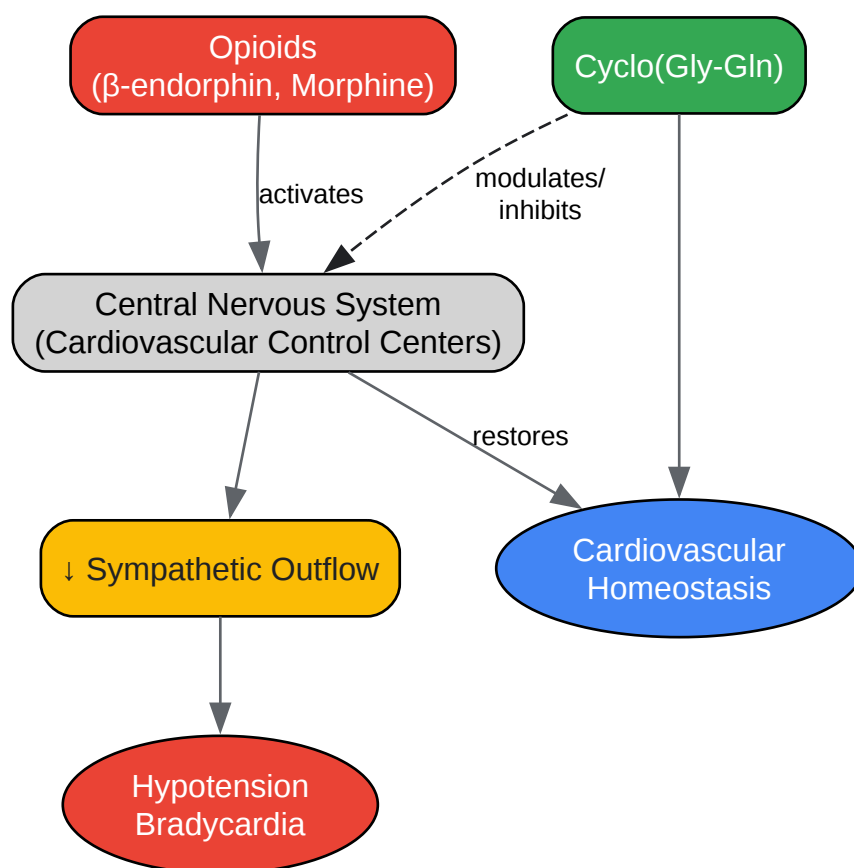 Opioids
(β-endorphin, Morphine)
Cyclo(Gly-Gln)
activates
modulates/
inhibits
Central Nervous System
(Cardiovascular Control Centers)
restores
↓ Sympathetic Outflow
Cardiovascular
Homeostasis
Hypotension
Bradycardia